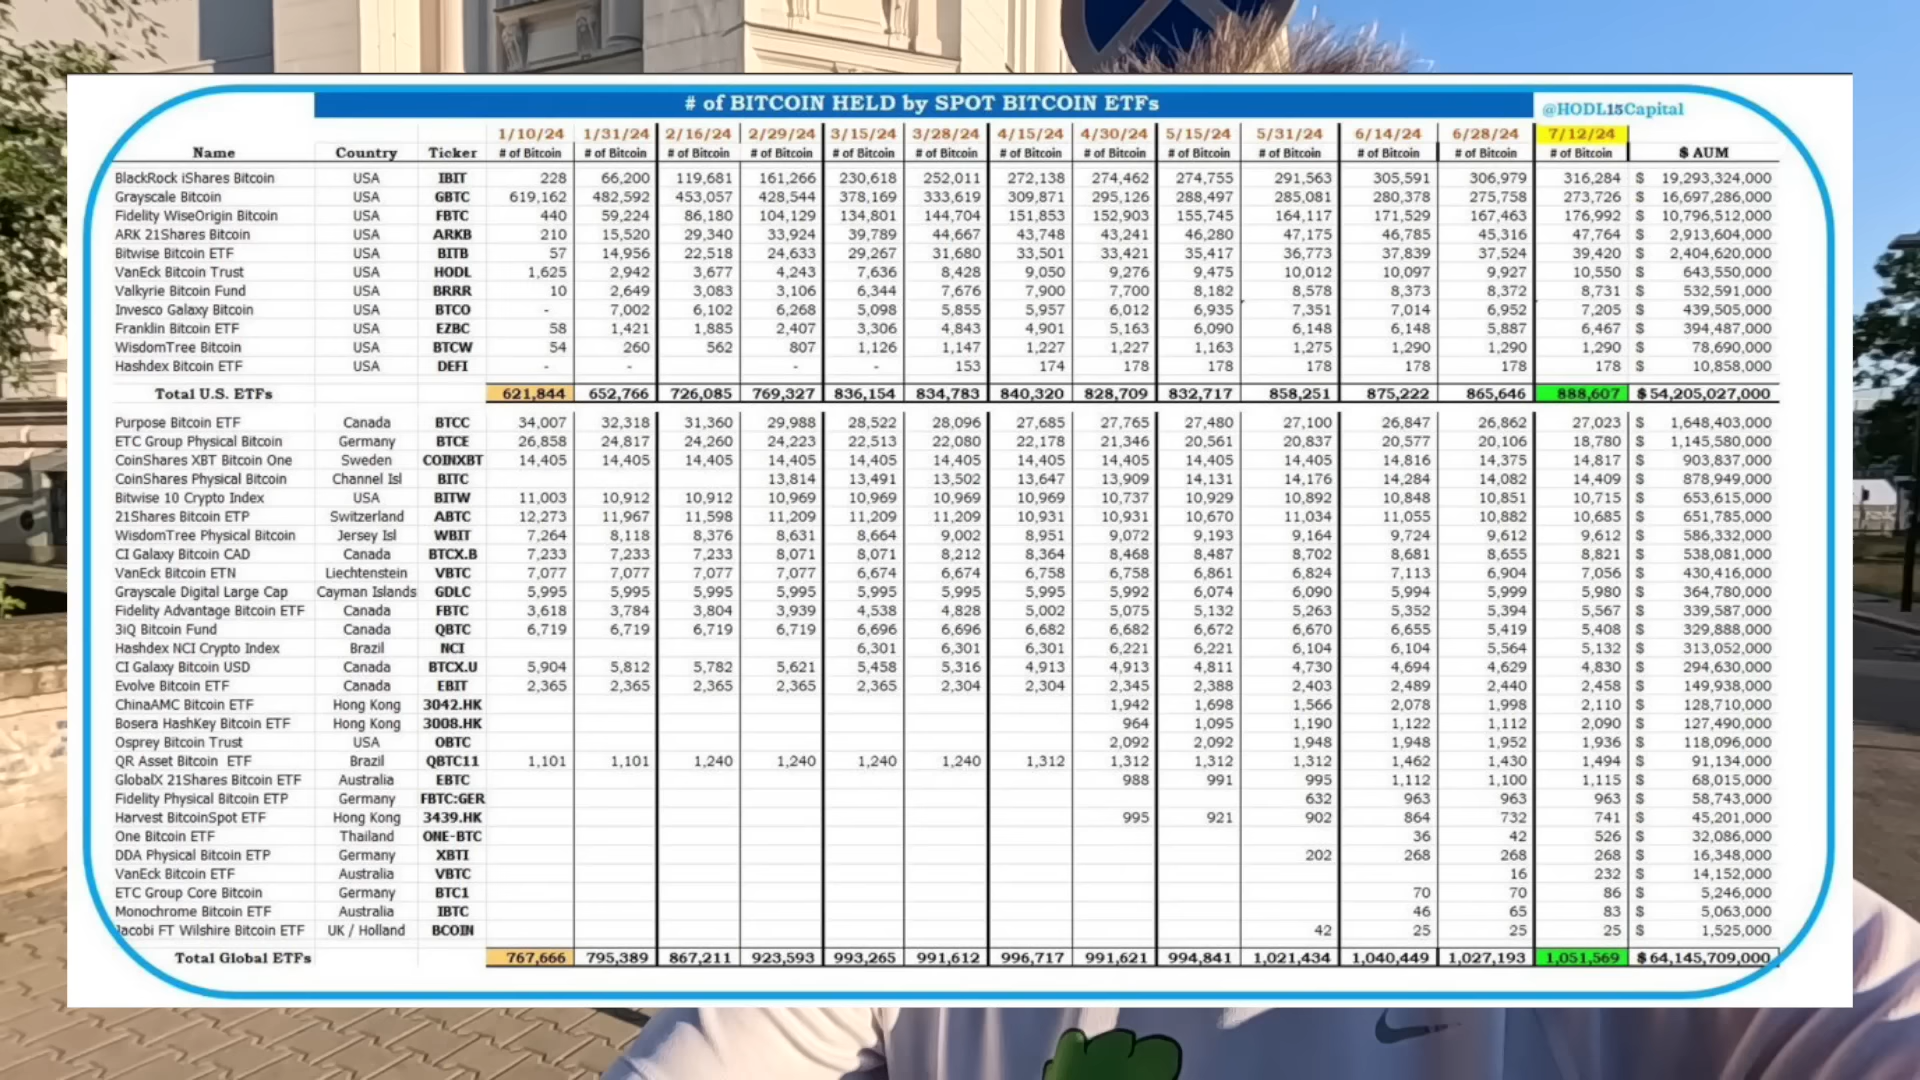 # of BITCOIN HELD by SPOT BITCOIN ETFs
@HODL15Capital
1/10/24 1/31/24 2/16/24 2/29/24 3/15/24 3/28/24 4/15/24 4/30/24 5/15/24 5/31/24 6/14/24 6/28/24 7/12/24
Name Country Ticker # of Bitcoin # of Bitcoin # of Bitcoin # of Bitcoin # of Bitcoin # of Bitcoin # of Bitcoin # of Bitcoin # of Bitcoin # of Bitcoin # of Bitcoin # of Bitcoin # of Bitcoin $ AUM
BlackRock iShares Bitcoin USA IBIT 228 66,200 119,681 161,266 230,618 252,011 272,138 274,462 274,755 291,563 305,591 306,979 316,284 $ 19,293,324,000
Grayscale Bitcoin USA GBTC 619,162 482,592 453,057 428,544 378,169 333,619 309,871 295,126 288,497 285,081 280,378 275,758 273,726 $ 16,697,286,000
Fidelity WiseOrigin Bitcoin USA FBTC 440 59,224 86,180 104,129 134,801 144,704 151,853 152,903 155,745 164,117 171,529 167,463 176,992 $ 10,796,512,000
ARK 21Shares Bitcoin USA ARKB 210 15,520 29,340 33,924 39,789 44,667 43,748 43,241 46,280 47,175 46,785 45,316 47,764 $ 2,913,604,000
Bitwise Bitcoin ETF USA BITB 57 14,956 22,518 24,633 29,267 31,680 33,501 33,421 35,417 36,773 37,839 37,524 39,420 $ 2,404,620,000
VanEck Bitcoin Trust USA HODL 1,625 2,942 3,677 4,243 7,636 8,428 9,050 9,276 9,475 10,012 10,097 9,927 10,550 $ 643,550,000
Valkyrie Bitcoin Fund USA BRRR 10 2,649 3,083 3,106 6,344 7,676 7,900 7,700 8,182 8,578 8,373 8,372 8,731 $ 532,591,000
Invesco Galaxy Bitcoin USA BTCO - 7,002 6,102 6,268 5,098 5,855 5,957 6,012 6,935 7,351 7,014 6,952 7,205 $ 439,505,000
Franklin Bitcoin ETF USA EZBC 58 1,421 1,885 2,407 3,306 4,843 4,901 5,163 6,090 6,148 6,148 5,887 6,467 $ 394,487,000
WisdomTree Bitcoin USA BTCW 54 260 562 807 1,126 1,147 1,227 1,227 1,163 1,275 1,290 1,290 1,290 $ 78,690,000
Hashdex Bitcoin ETF USA DEFI - - - - 153 174 178 178 178 178 178 178 $ 10,858,000
Total U.S. ETFs 621,844 652,766 726,085 769,327 836,154 834,783 840,320 828,709 832,717 858,251 875,222 865,646 888,607 $ 54,205,027,000
Purpose Bitcoin ETF Canada BTCC 34,007 32,318 31,360 29,988 28,522 28,096 27,685 27,765 27,480 27,100 26,847 26,862 27,023 $ 1,648,403,000
ETC Group Physical Bitcoin Germany BTCE 26,858 24,817 24,260 24,223 22,513 22,080 22,178 21,346 20,561 20,837 20,577 20,106 18,780 $ 1,145,580,000
CoinShares XBT Bitcoin One Sweden COINXBT 14,405 14,405 14,405 14,405 14,405 14,405 14,405 14,405 14,405 14,405 14,816 14,375 14,817 $ 903,837,000
CoinShares Physical Bitcoin Channel Isl BITC 13,814 13,491 13,502 13,647 13,909 14,131 14,176 14,284 14,082 14,409 $ 878,949,000
Bitwise 10 Crypto Index USA BITW 11,003 10,912 10,912 10,969 10,969 10,969 10,969 10,737 10,929 10,892 10,848 10,851 10,715 $ 653,615,000
21Shares Bitcoin ETP Switzerland ABTC 12,273 11,967 11,598 11,209 11,209 11,209 10,931 10,931 10,670 11,034 11,055 10,882 10,685 $ 651,785,000
WisdomTree Physical Bitcoin Jersey Isl WBIT 7,264 8,118 8,376 8,631 8,664 9,002 8,951 9,072 9,193 9,164 9,724 9,612 9,612 $ 586,332,000
CI Galaxy Bitcoin CAD Canada BTCX.B 7,233 7,233 7,233 8,071 8,071 8,212 8,364 8,468 8,487 8,702 8,681 8,655 8,821 $ 538,081,000
VanEck Bitcoin ETN Liechtenstein VBTC 7,077 7,077 7,077 7,077 6,674 6,674 6,758 6,758 6,861 6,824 7,113 6,904 7,056 $ 430,416,000
Grayscale Digital Large Cap Cayman Islands GDLC 5,995 5,995 5,995 5,995 5,995 5,995 5,995 5,992 6,074 6,090 5,994 5,999 5,980 $ 364,780,000
Fidelity Advantage Bitcoin ETF Canada FBTC 3,618 3,784 3,804 3,939 4,538 4,828 5,002 5,075 5,132 5,263 5,352 5,394 5,567 $ 339,587,000
3iQ Bitcoin Fund Canada QBTC 6,719 6,719 6,719 6,719 6,696 6,696 6,682 6,682 6,672 6,670 6,655 5,419 5,408 $ 329,888,000
Hashdex NCI Crypto Index Brazil NCI 6,301 6,301 6,301 6,221 6,221 6,104 6,104 5,564 5,132 $ 313,052,000
CI Galaxy Bitcoin USD Canada BTCX.U 5,904 5,812 5,782 5,621 5,458 5,316 4,913 4,913 4,811 4,730 4,694 4,629 4,830 $ 294,630,000
Evolve Bitcoin ETF Canada EBIT 2,365 2,365 2,365 2,365 2,365 2,304 2,304 2,345 2,388 2,403 2,489 2,440 2,458 $ 149,938,000
ChinaAMC Bitcoin ETF Hong Kong 3042.HK 1,942 1,698 1,566 2,078 1,998 2,110 $ 128,710,000
Bosera HashKey Bitcoin ETF Hong Kong 3008.HK 964 1,095 1,190 1,122 1,112 2,090 $ 127,490,000
Osprey Bitcoin Trust USA OBTC 2,092 2,092 1,948 1,948 1,952 1,936 $ 118,096,000
QR Asset Bitcoin ETF Brazil QBTC11 1,101 1,101 1,240 1,240 1,240 1,240 1,312 1,312 1,312 1,312 1,462 1,430 1,494 $ 91,134,000
GlobalX 21Shares Bitcoin ETF Australia EBTC 988 991 995 1,112 1,100 1,115 $ 68,015,000
Fidelity Physical Bitcoin ETP Germany FBTC:GER 632 963 963 963 $ 58,743,000
Harvest BitcoinSpot ETF Hong Kong 3439.HK 995 921 902 864 732 741 $ 45,201,000
One Bitcoin ETF Thailand ONE-BTC 36 42 526 $ 32,086,000
DDA Physical Bitcoin ETP Germany XBTI 202 268 268 268 $ 16,348,000
VanEck Bitcoin ETF Australia VBTC 16 232 $ 14,152,000
ETC Group Core Bitcoin Germany BTC1 70 70 86 $ 5,246,000
Monochrome Bitcoin ETF Australia IBTC 46 65 83 $ 5,063,000
Jacobi FT Wilshire Bitcoin ETF UK / Holland BCOIN 42 25 25 25 $ 1,525,000
Total Global ETFs 767,666 795,389 867,211 923,593 993,265 991,612 996,717 991,621 994,841 1,021,434 1,040,449 1,027,193 1,051,569 $ 64,145,709,000